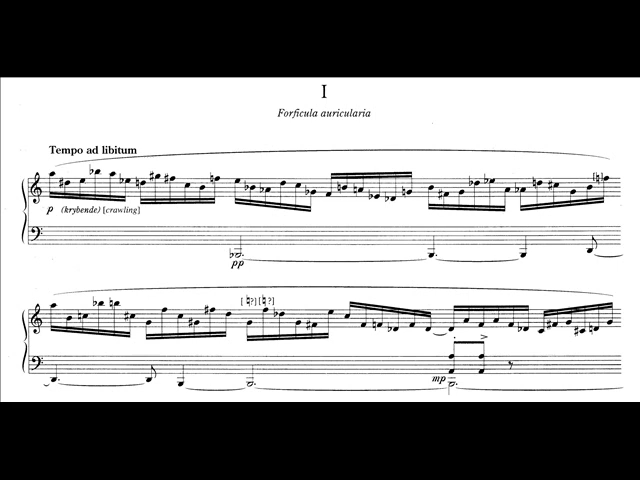 I
Forficula auricularia
Tempo ad libitum
p (krybende) [crawling]
pp
[♮?] [♮?]
mp